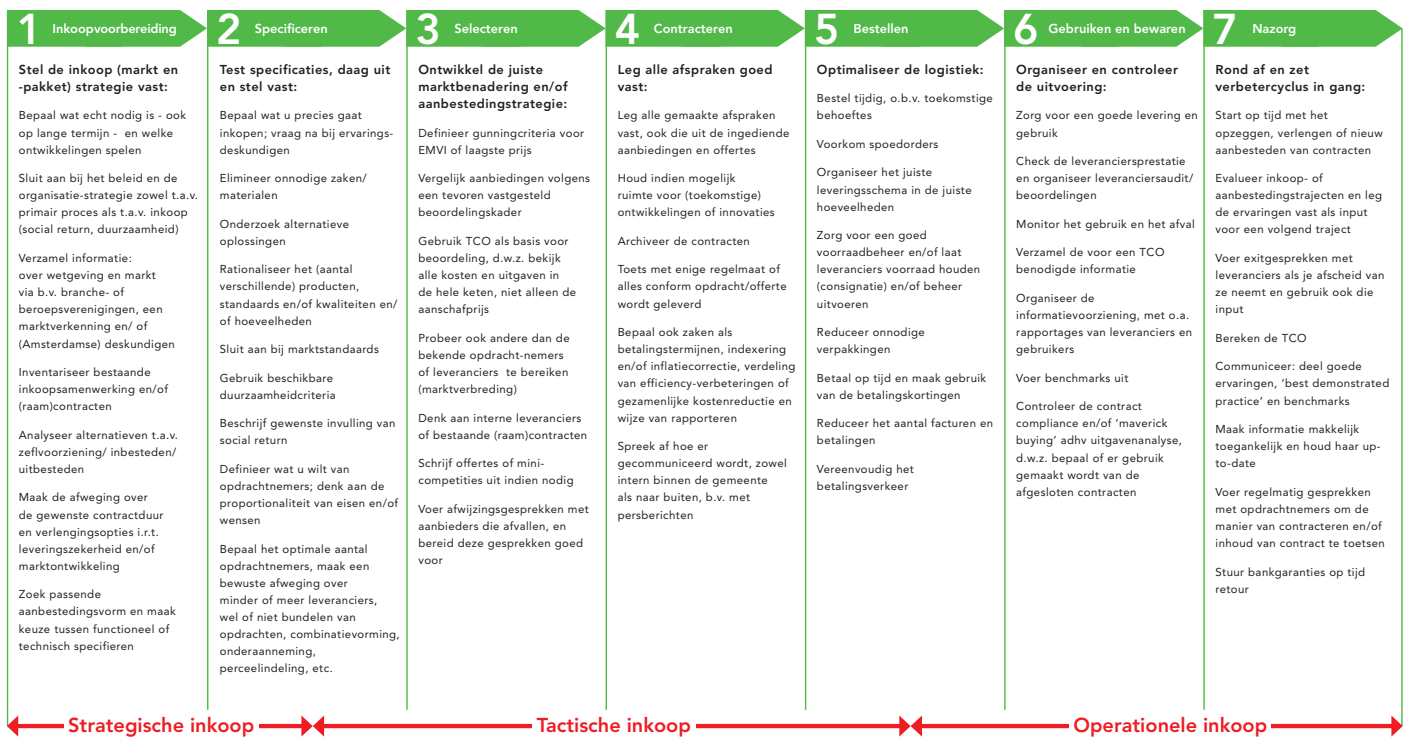 1 Inkoopvoorbereiding
Stel de inkoop (markt en
-pakket) strategie vast:
Bepaal wat echt nodig is - ook
op lange termijn - en welke
ontwikkelingen spelen
Sluit aan bij het beleid en de
organisatie-strategie zowel t.a.v.
primair proces als t.a.v. inkoop
(social return, duurzaamheid)
Verzamel informatie:
over wetgeving en markt
via b.v. branche- of
beroepsverenigingen, een
marktverkenning en/ of
(Amsterdamse) deskundigen
Inventariseer bestaande
inkoopsamenwerking en/of
(raam)contracten
Analyseer alternatieven t.a.v.
zeflvoorziening/ inbesteden/
uitbesteden
Maak de afweging over
de gewenste contractduur
en verlengingsopties i.r.t.
leveringszekerheid en/of
marktontwikkeling
Zoek passende
aanbestedingsvorm en maak
keuze tussen functioneel of
technisch specifieren
2 Specificeren
Test specificaties, daag uit
en stel vast:
Bepaal wat u precies gaat
inkopen; vraag na bij ervarings-
deskundigen
Elimineer onnodige zaken/
materialen
Onderzoek alternatieve
oplossingen
Rationaliseer het (aantal
verschillende) producten,
standaards en/of kwaliteiten en/
of hoeveelheden
Sluit aan bij marktstandaards
Gebruik beschikbare
duurzaamheidcriteria
Beschrijf gewenste invulling van
social return
Definieer wat u wilt van
opdrachtnemers; denk aan de
proportionaliteit van eisen en/of
wensen
Bepaal het optimale aantal
opdrachtnemers, maak een
bewuste afweging over
minder of meer leveranciers,
wel of niet bundelen van
opdrachten, combinatievorming,
onderaanneming,
perceelindeling, etc.
3 Selecteren
Ontwikkel de juiste
marktbenadering en/of
aanbestedingstrategie:
Definieer gunningcriteria voor
EMVI of laagste prijs
Vergelijk aanbiedingen volgens
een tevoren vastgesteld
beoordelingskader
Gebruik TCO als basis voor
beoordeling, d.w.z. bekijk
alle kosten en uitgaven in
de hele keten, niet alleen de
aanschafprijs
Probeer ook andere dan de
bekende opdracht-nemers
of leveranciers te bereiken
(marktverbreding)
Denk aan interne leveranciers
of bestaande (raam)contracten
Schrijf offertes of mini-
competities uit indien nodig
Voer afwijzingsgesprekken met
aanbieders die afvallen, en
bereid deze gesprekken goed
voor
4 Contracteren
Leg alle afspraken goed
vast:
Leg alle gemaakte afspraken
vast, ook die uit de ingediende
aanbiedingen en offertes
Houd indien mogelijk
ruimte voor (toekomstige)
ontwikkelingen of innovaties
Archiveer de contracten
Toets met enige regelmaat of
alles conform opdracht/offerte
wordt geleverd
Bepaal ook zaken als
betalingstermijnen, indexering
en/of inflatiecorrectie, verdeling
van efficiency-verbeteringen of
gezamenlijke kostenreductie en
wijze van rapporteren
Spreek af hoe er
gecommuniceerd wordt, zowel
intern binnen de gemeente
als naar buiten, b.v. met
persberichten
5 Bestellen
Optimaliseer de logistiek:
Bestel tijdig, o.b.v. toekomstige
behoeftes
Voorkom spoedorders
Organiseer het juiste
leveringsschema in de juiste
hoeveelheden
Zorg voor een goed
voorraadbeheer en/of laat
leveranciers voorraad houden
(consignatie) en/of beheer
uitvoeren
Reduceer onnodige
verpakkingen
Betaal op tijd en maak gebruik
van de betalingskortingen
Reduceer het aantal facturen en
betalingen
Vereenvoudig het
betalingsverkeer
6 Gebruiken en bewaren
Organiseer en controleer
de uitvoering:
Zorg voor een goede levering en
gebruik
Check de leveranciersprestatie
en organiseer leveranciersaudit/
beoordelingen
Monitor het gebruik en het afval
Verzamel de voor een TCO
benodigde informatie
Organiseer de
informatievoorziening, met o.a.
rapportages van leveranciers en
gebruikers
Voer benchmarks uit
Controleer de contract
compliance en/of ‘maverick
buying’ adhv uitgavenanalyse,
d.w.z. bepaal of er gebruik
gemaakt wordt van de
afgesloten contracten
7 Nazorg
Rond af en zet
verbetercyclus in gang:
Start op tijd met het
opzeggen, verlengen of nieuw
aanbesteden van contracten
Evalueer inkoop- of
aanbestedingstrajecten en leg
de ervaringen vast als input
voor een volgend traject
Voer exitgesprekken met
leveranciers als je afscheid van
ze neemt en gebruik ook die
input
Bereken de TCO
Communiceer: deel goede
ervaringen, ‘best demonstrated
practice’ en benchmarks
Maak informatie makkelijk
toegankelijk en houd haar up-
to-date
Voer regelmatig gesprekken
met opdrachtnemers om de
manier van contracteren en/of
inhoud van contract te toetsen
Stuur bankgaranties op tijd
retour
Strategische inkoop
Tactische inkoop
Operationele inkoop